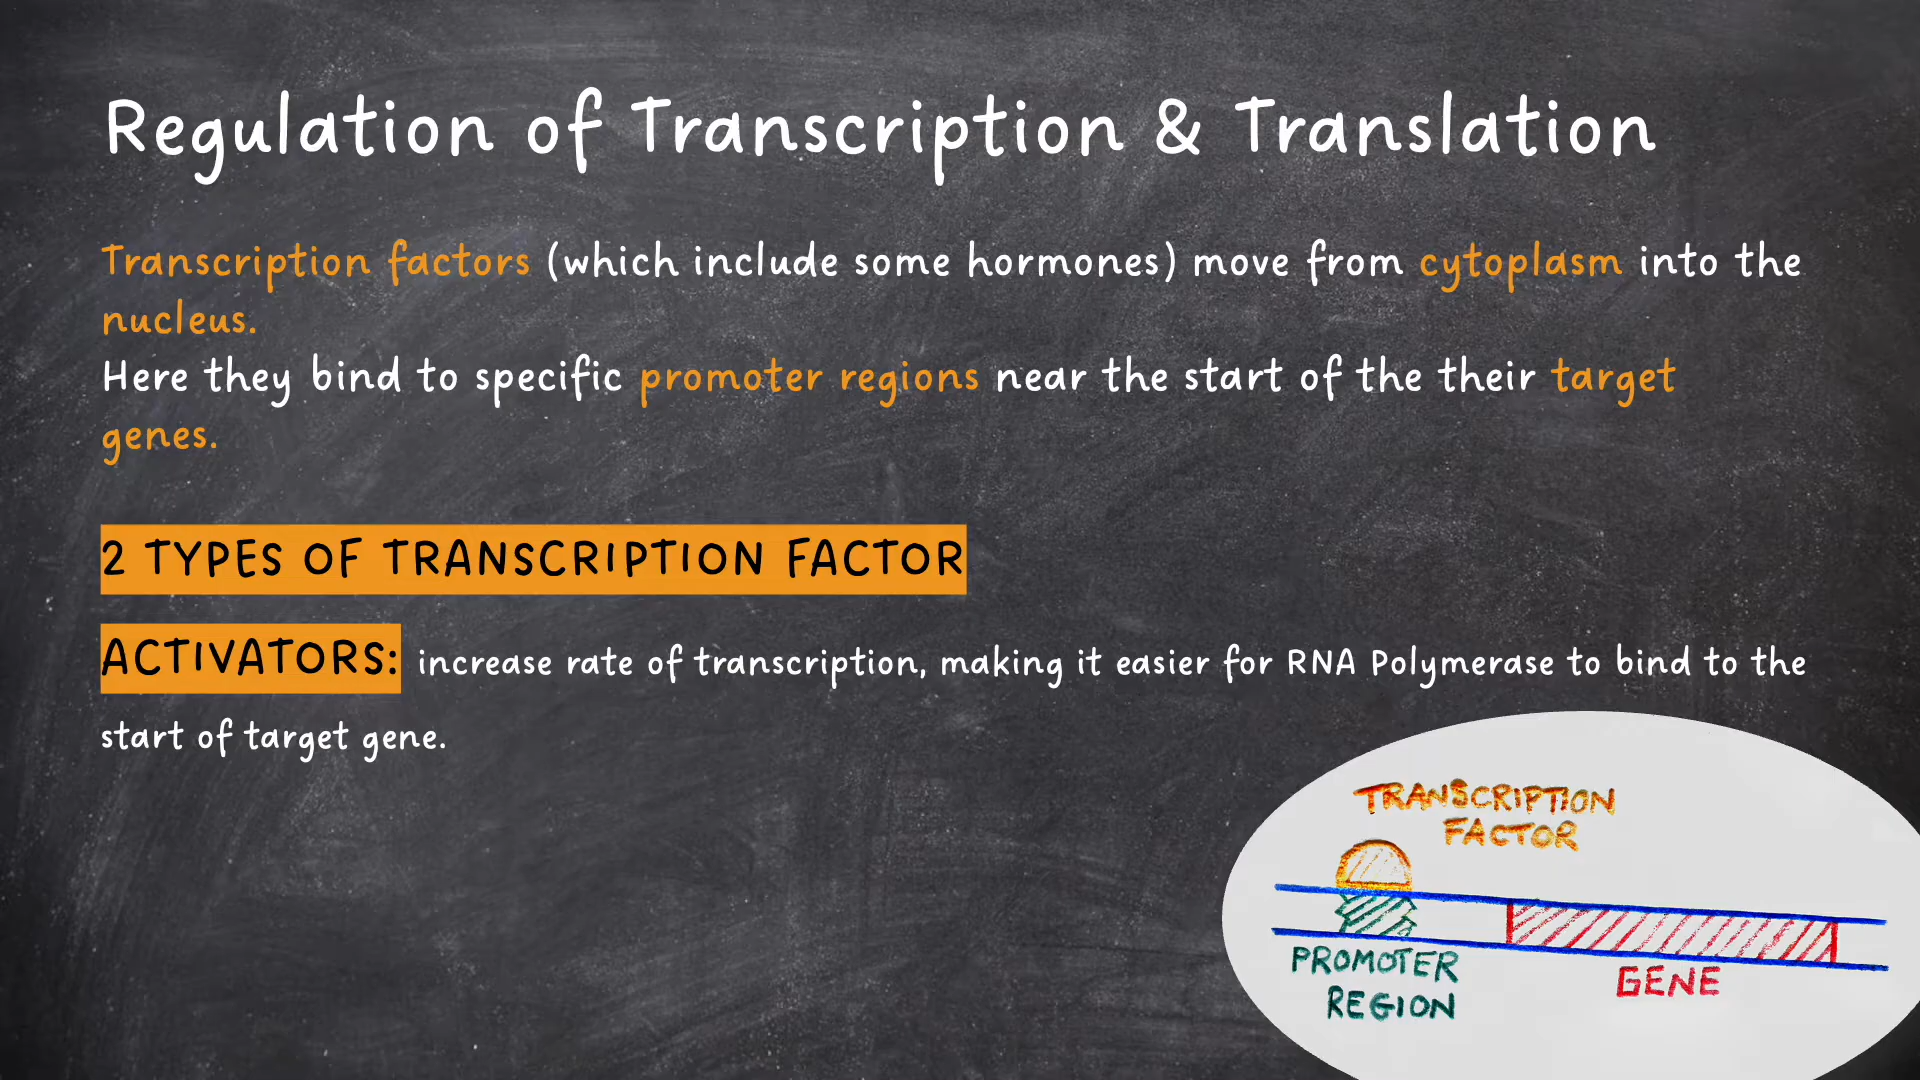 Regulation of Transcription & Translation
Transcription factors (which include some hormones) move from cytoplasm into the
nucleus.
Here they bind to specific promoter regions near the start of the their target
genes.
2 TYPES OF TRANSCRIPTION FACTOR
ACTIVATORS: increase rate of transcription, making it easier for RNA Polymerase to bind to the
start of target gene.
TRANSCRIPTION
FACTOR
PROMOTER
REGION
GENE